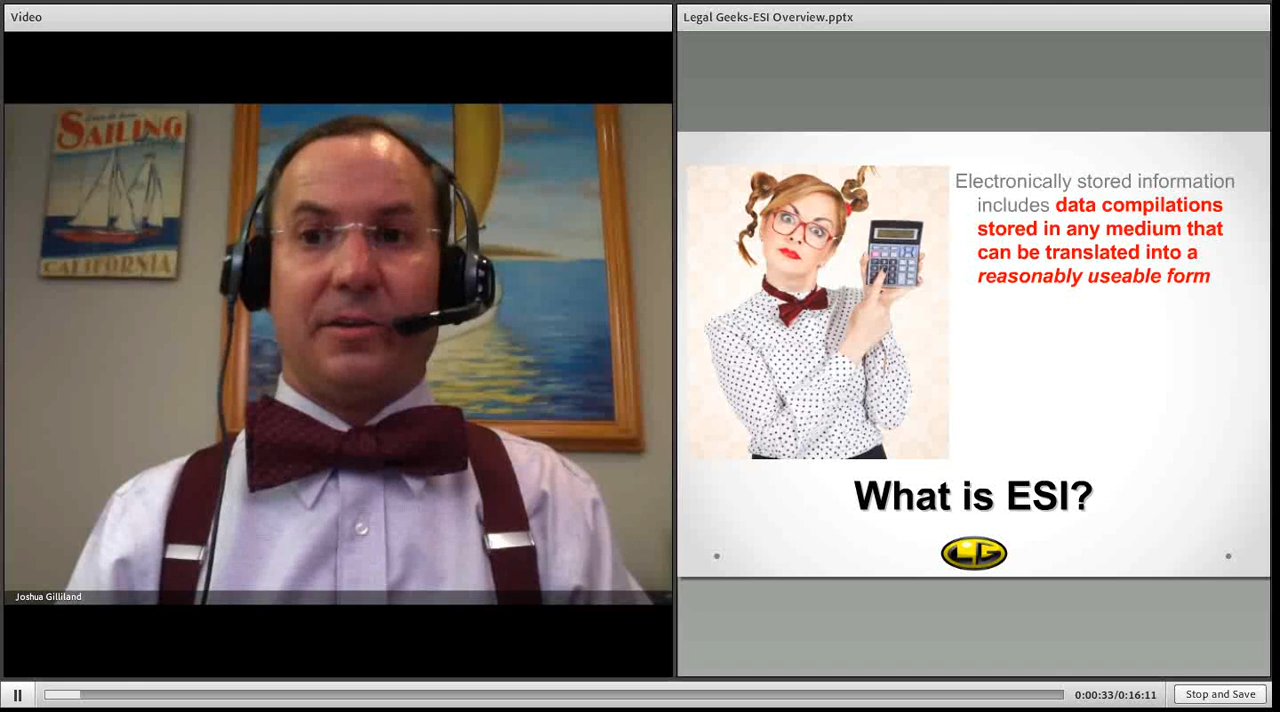 Video
SAILING
CALIFORNIA
Joshua Gilliland
Legal Geeks-ESI Overview.pptx
Electronically stored information
includes data compilations
stored in any medium that
can be translated into a
reasonably useable form
What is ESI?
LG
0:00:33/0:16:11
Stop and Save